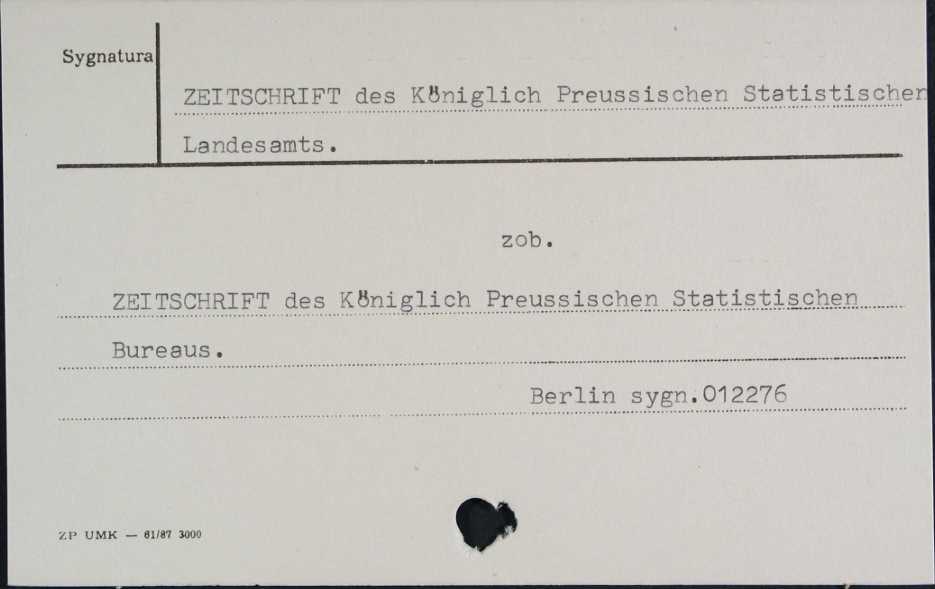 Sygnatura
ZEITSCHRIFT des Königlich Preussischen Statistischen
Landesamts.
zob.
ZEITSCHRIFT des Königlich Preussischen Statistischen
Bureaus.
Berlin sygn.012276
ZP UMK — 61/87 3000